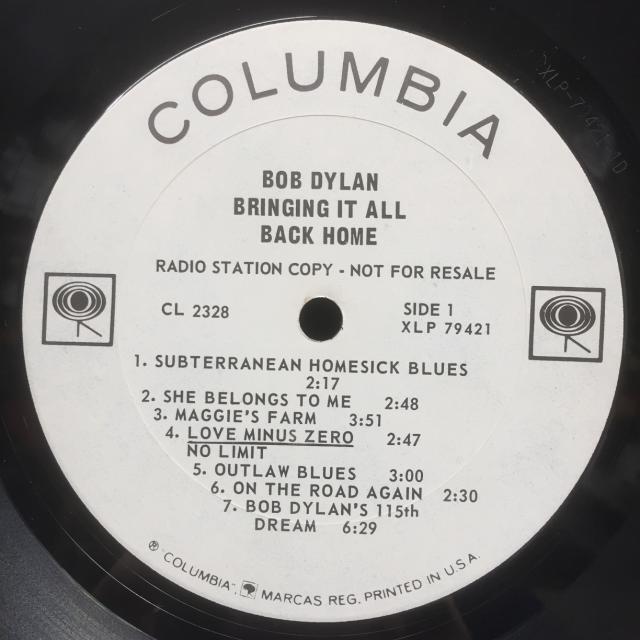 COLUMBIA
BOB DYLAN
BRINGING IT ALL
BACK HOME
RADIO STATION COPY - NOT FOR RESALE
CL 2328
SIDE 1
XLP 79421
1. SUBTERRANEAN HOMESICK BLUES
2:17
2. SHE BELONGS TO ME 2:48
3. MAGGIE'S FARM 3:51
4. LOVE MINUS ZERO 2:47
NO LIMIT
5. OUTLAW BLUES 3:00
6. ON THE ROAD AGAIN 2:30
7. BOB DYLAN'S 115th
DREAM 6:29
® "COLUMBIA", MARCAS REG. PRINTED IN U.S.A.